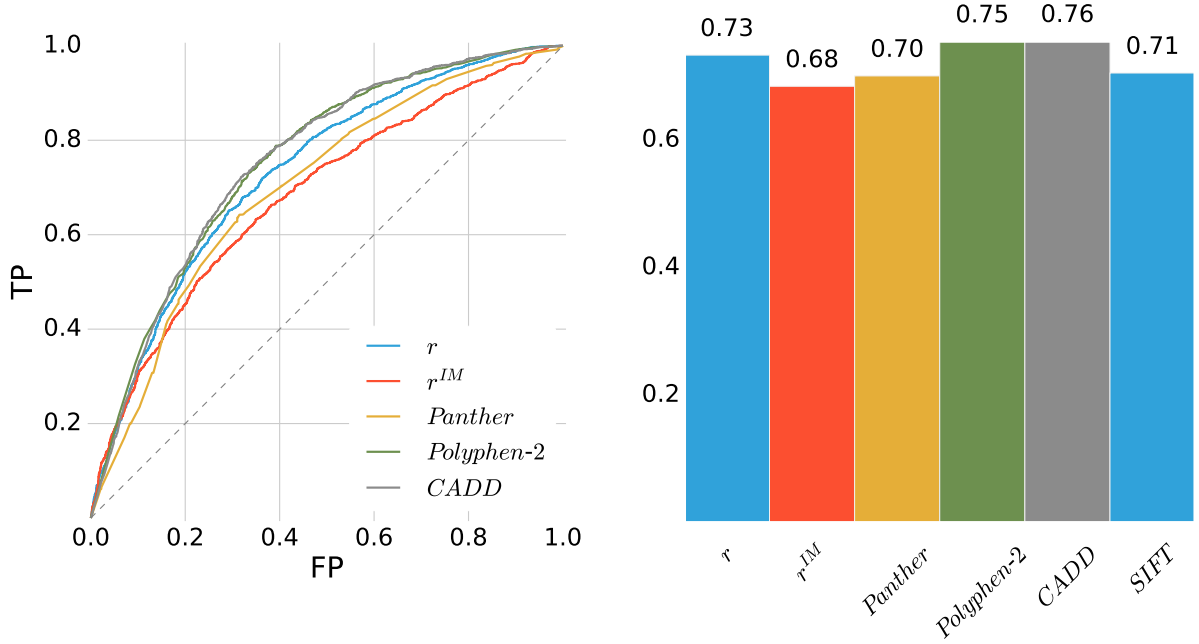 1.0
0.8
0.6
0.4
0.2
TP
0.0 0.2 0.4 0.6 0.8 1.0
FP
r
r^{IM}
Panther
Polyphen-2
CADD
0.73 0.68 0.70 0.75 0.76 0.71
0.6
0.4
0.2
r r^{IM} Panther Polyphen-2 CADD SIFT